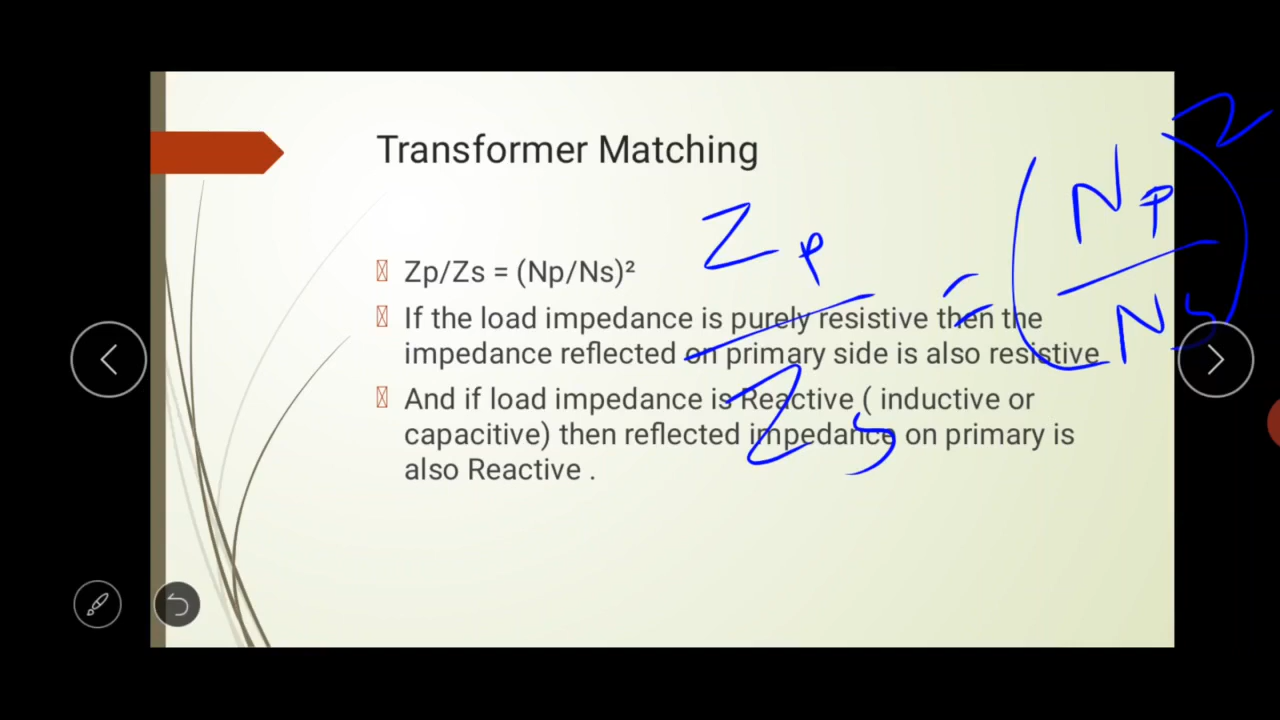 Transformer Matching
Zp/Zs = (Np/Ns)²
If the load impedance is purely resistive then the
impedance reflected on primary side is also resistive
And if load impedance is Reactive ( inductive or
capacitive) then reflected impedance on primary is
also Reactive .
Zp
Zs
=
(Np
Ns)
2